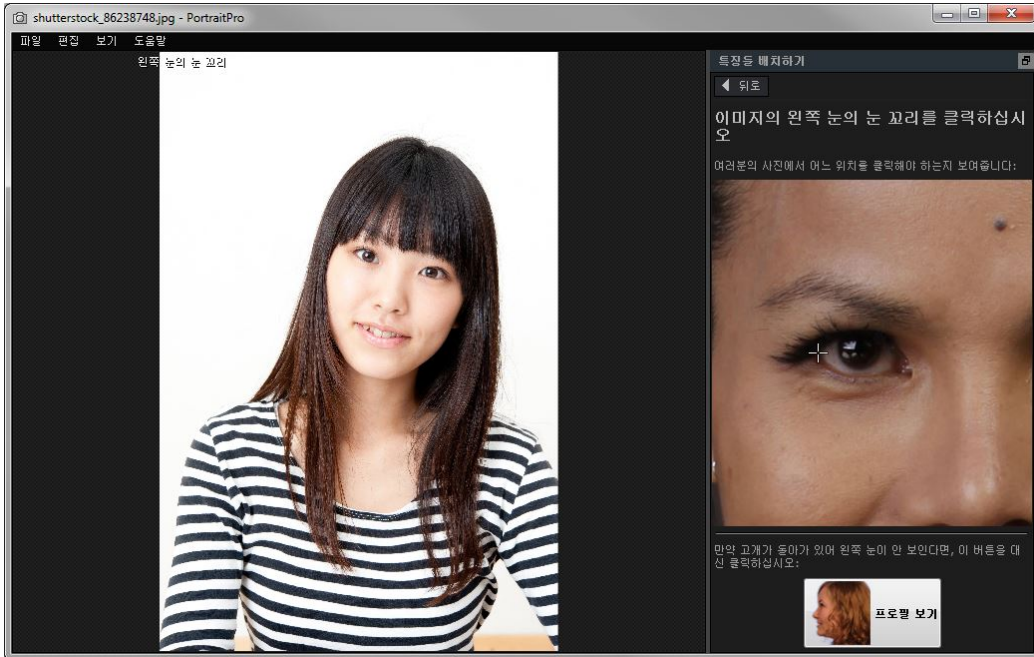 shutterstock_86238748.jpg - PortraitPro
파일 편집 보기 도움말
왼쪽 눈의 눈 꼬리
특징들 배치하기
뒤로
이미지의 왼쪽 눈의 눈 꼬리를 클릭하십시
오
여러분의 사진에서 어느 위치를 클릭해야 하는지 보여줍니다:
만약 고개가 돌아가 있어 왼쪽 눈이 안 보인다면, 이 버튼을 대
신 클릭하십시오:
프로필 보기